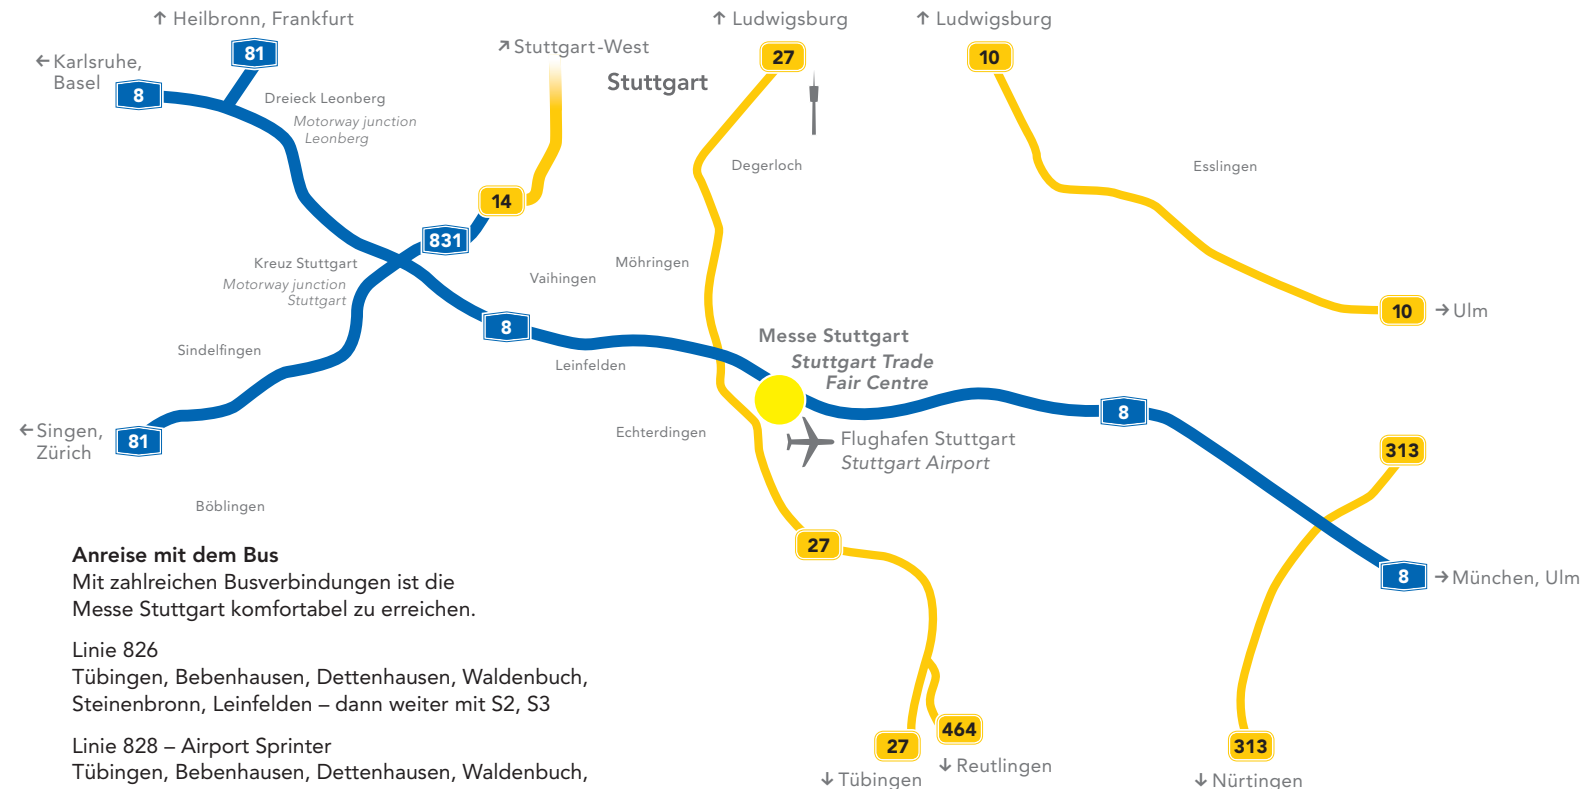 ↑ Heilbronn, Frankfurt
↑ Ludwigsburg
↑ Ludwigsburg
↗ Stuttgart-West
81
← Karlsruhe,
Basel
8
27
10
Stuttgart
Dreieck Leonberg
Motorway junction
Leonberg
Degerloch
Esslingen
14
831
Kreuz Stuttgart
Motorway junction
Stuttgart
Möhringen
Vaihingen
8
10
→ Ulm
Messe Stuttgart
Stuttgart Trade
Fair Centre
Sindelfingen
Leinfelden
8
← Singen,
Zürich
81
Echterdingen
Flughafen Stuttgart
Stuttgart Airport
313
Böblingen
27
8
→ München, Ulm
Anreise mit dem Bus
Mit zahlreichen Busverbindungen ist die
Messe Stuttgart komfortabel zu erreichen.
Linie 826
Tübingen, Bebenhausen, Dettenhausen, Waldenbuch,
Steinenbronn, Leinfelden – dann weiter mit S2, S3
Linie 828 – Airport Sprinter
Tübingen, Bebenhausen, Dettenhausen, Waldenbuch,
27
464
313
↓ Tübingen
↓ Reutlingen
↓ Nürtingen